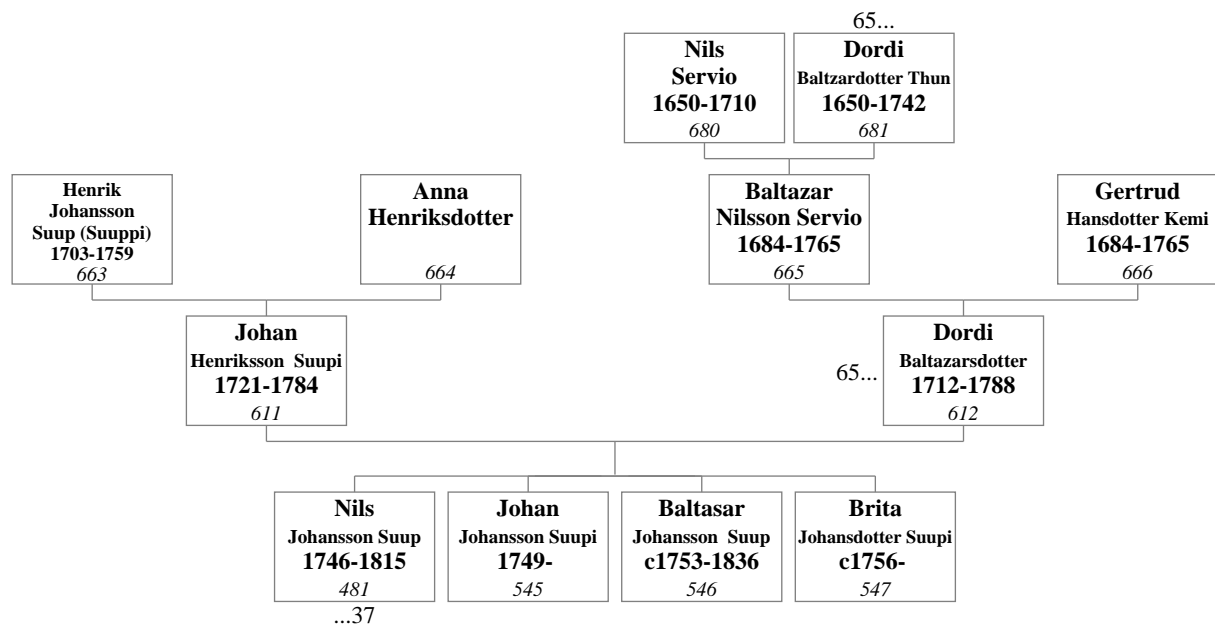 65...
Nils
Servio
1650-1710
680
Dordi
Baltzardotter Thun
1650-1742
681
Henrik
Johansson
Suup (Suuppi)
1703-1759
663
Anna
Henriksdotter
664
Baltazar
Nilsson Servio
1684-1765
665
Gertrud
Hansdotter Kemi
1684-1765
666
Johan
Henriksson Suupi
1721-1784
611
65...
Dordi
Baltazarsdotter
1712-1788
612
Nils
Johansson Suup
1746-1815
481
...37
Johan
Johansson Suupi
1749-
545
Baltasar
Johansson Suup
c1753-1836
546
Brita
Johansdotter Suupi
c1756-
547